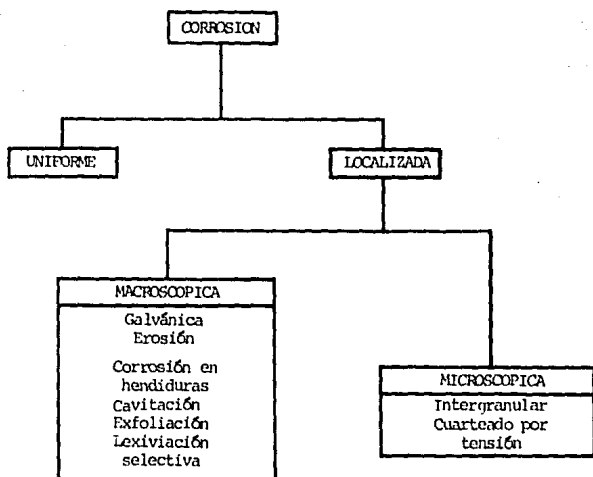 CORROSION
UNIFORME
LOCALIZADA
MACROSCOPICA
Galvánica
Erosión
Corrosión en
hendiduras
Cavitación
Exfoliación
Lexiviación
selectiva
MICROSCOPICA
Intergranular
Cuarteado por
tensión